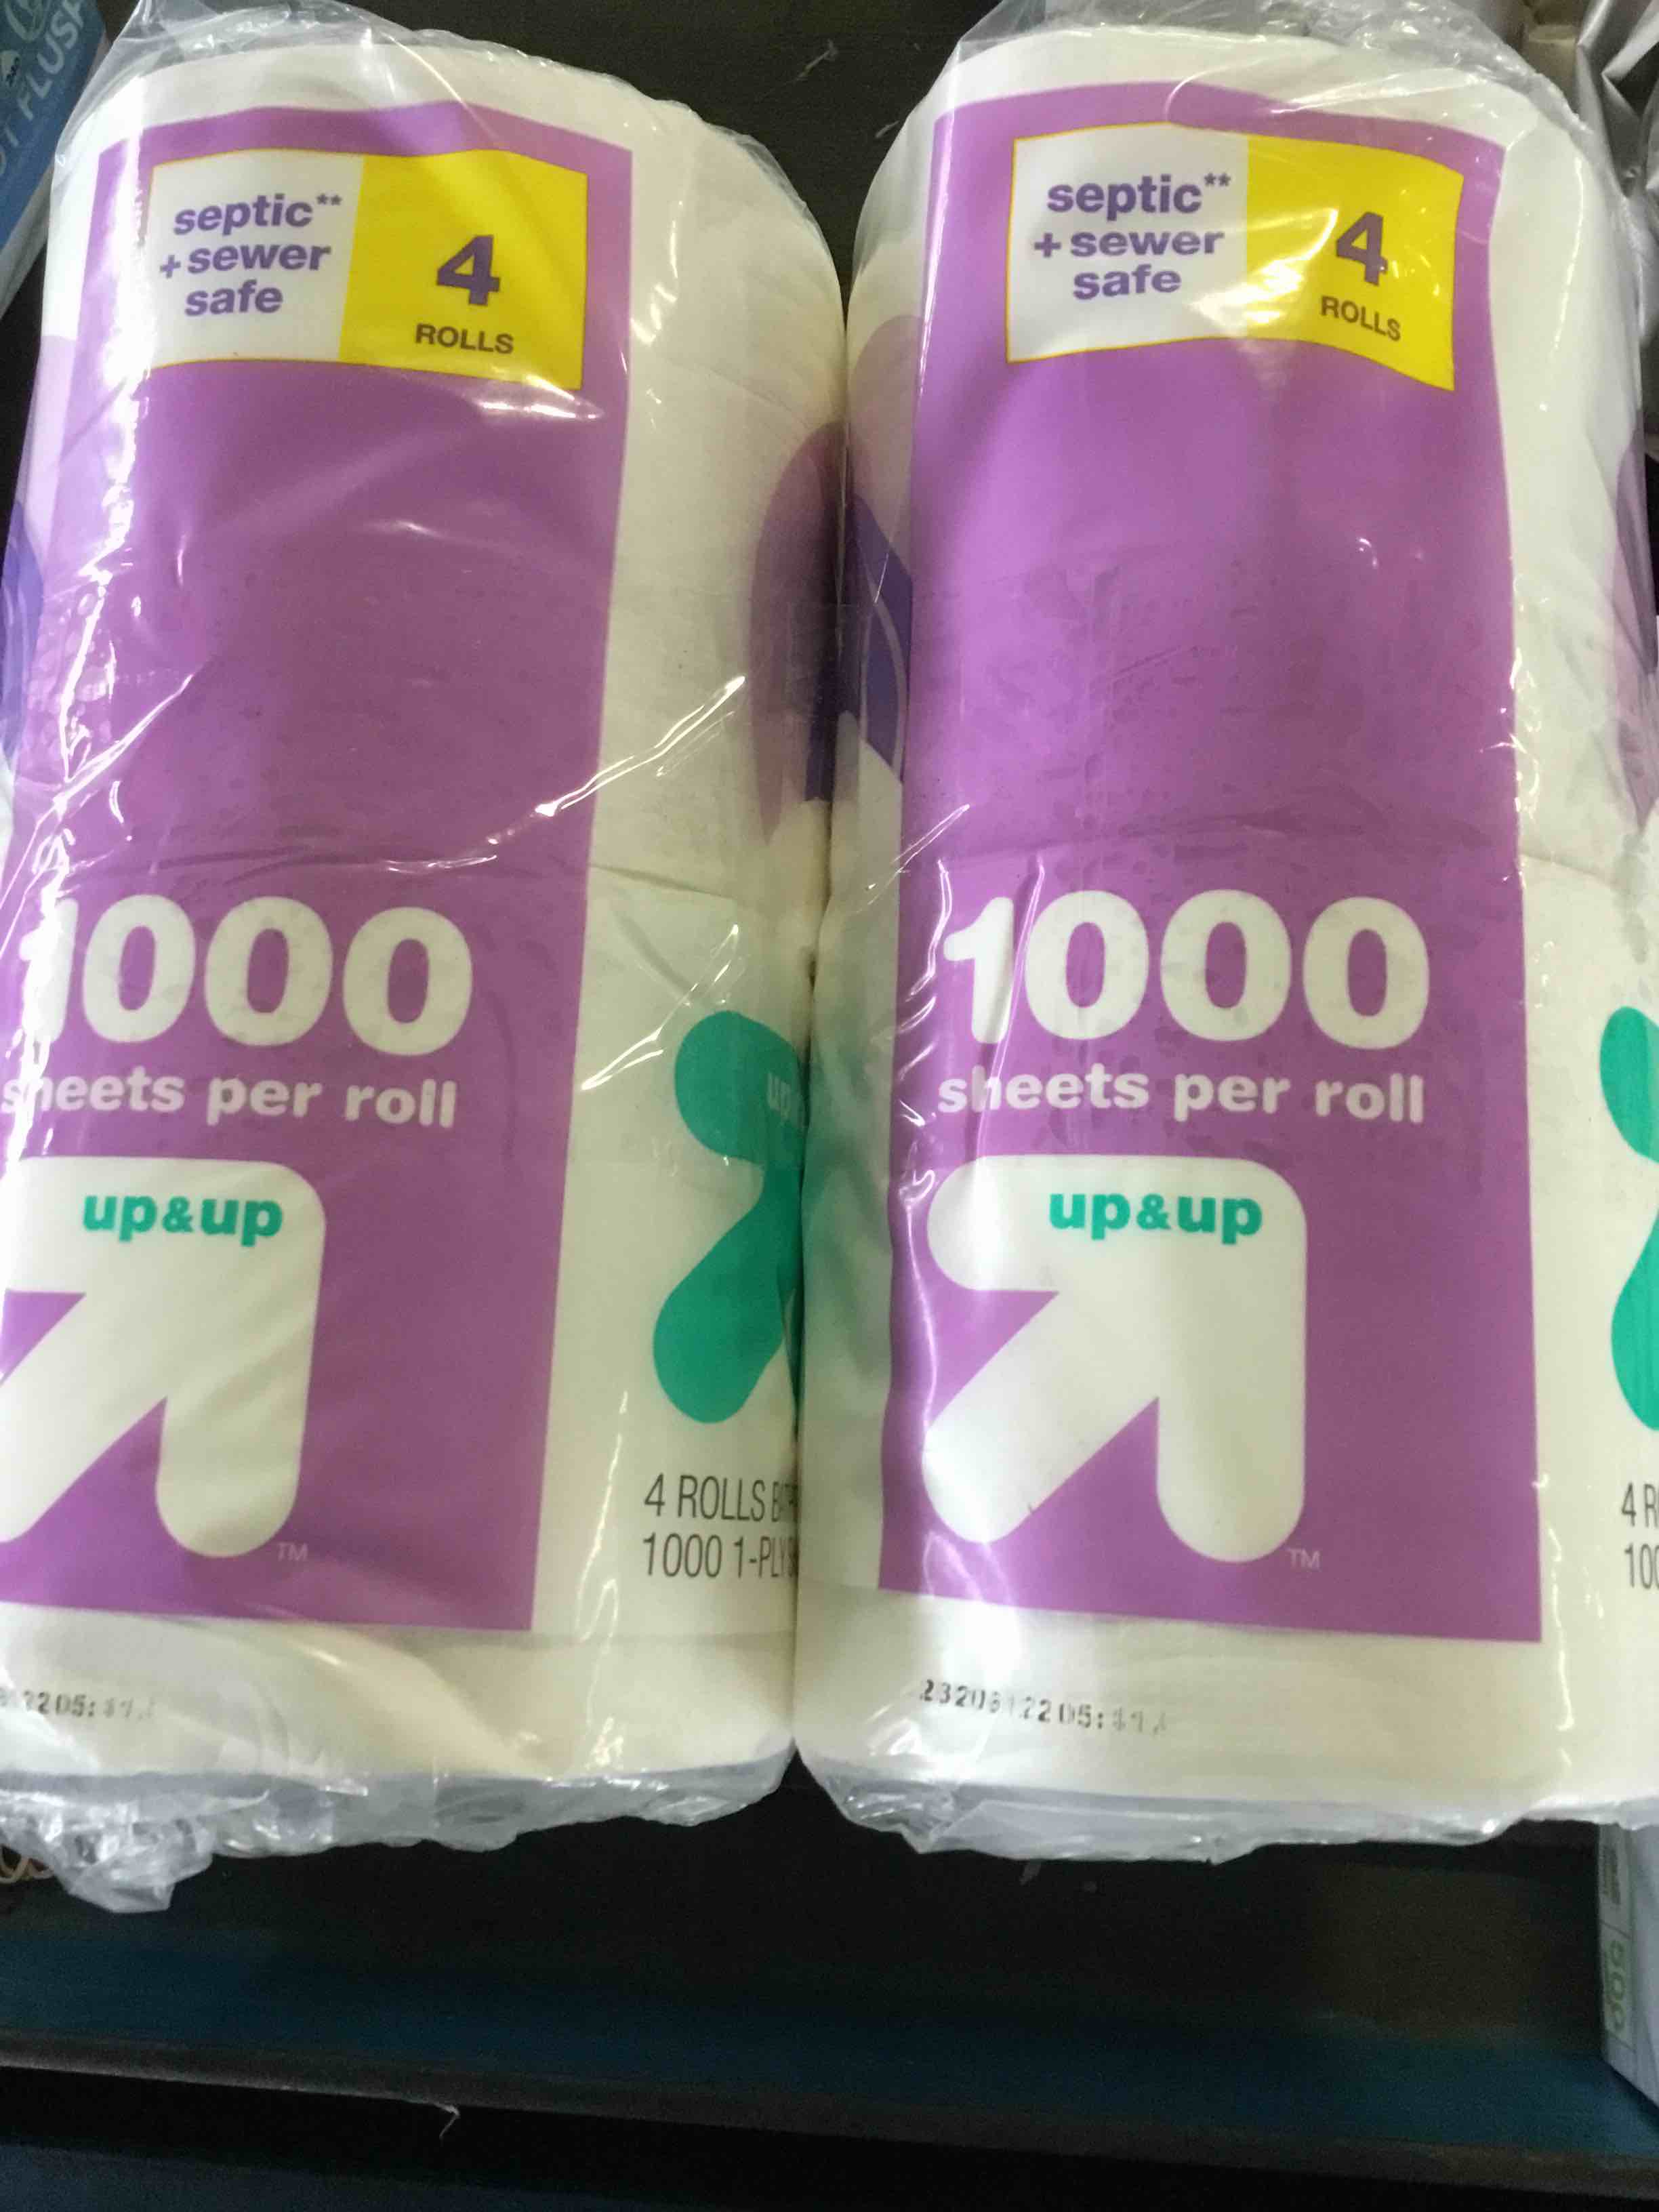 septic**
+sewer
safe
4
ROLLS
1000
sheets per roll
up&up
TM
4 ROLLS
1000 1-PLY
septic**
+sewer
safe
4
ROLLS
1000
sheets per roll
up&up
TM